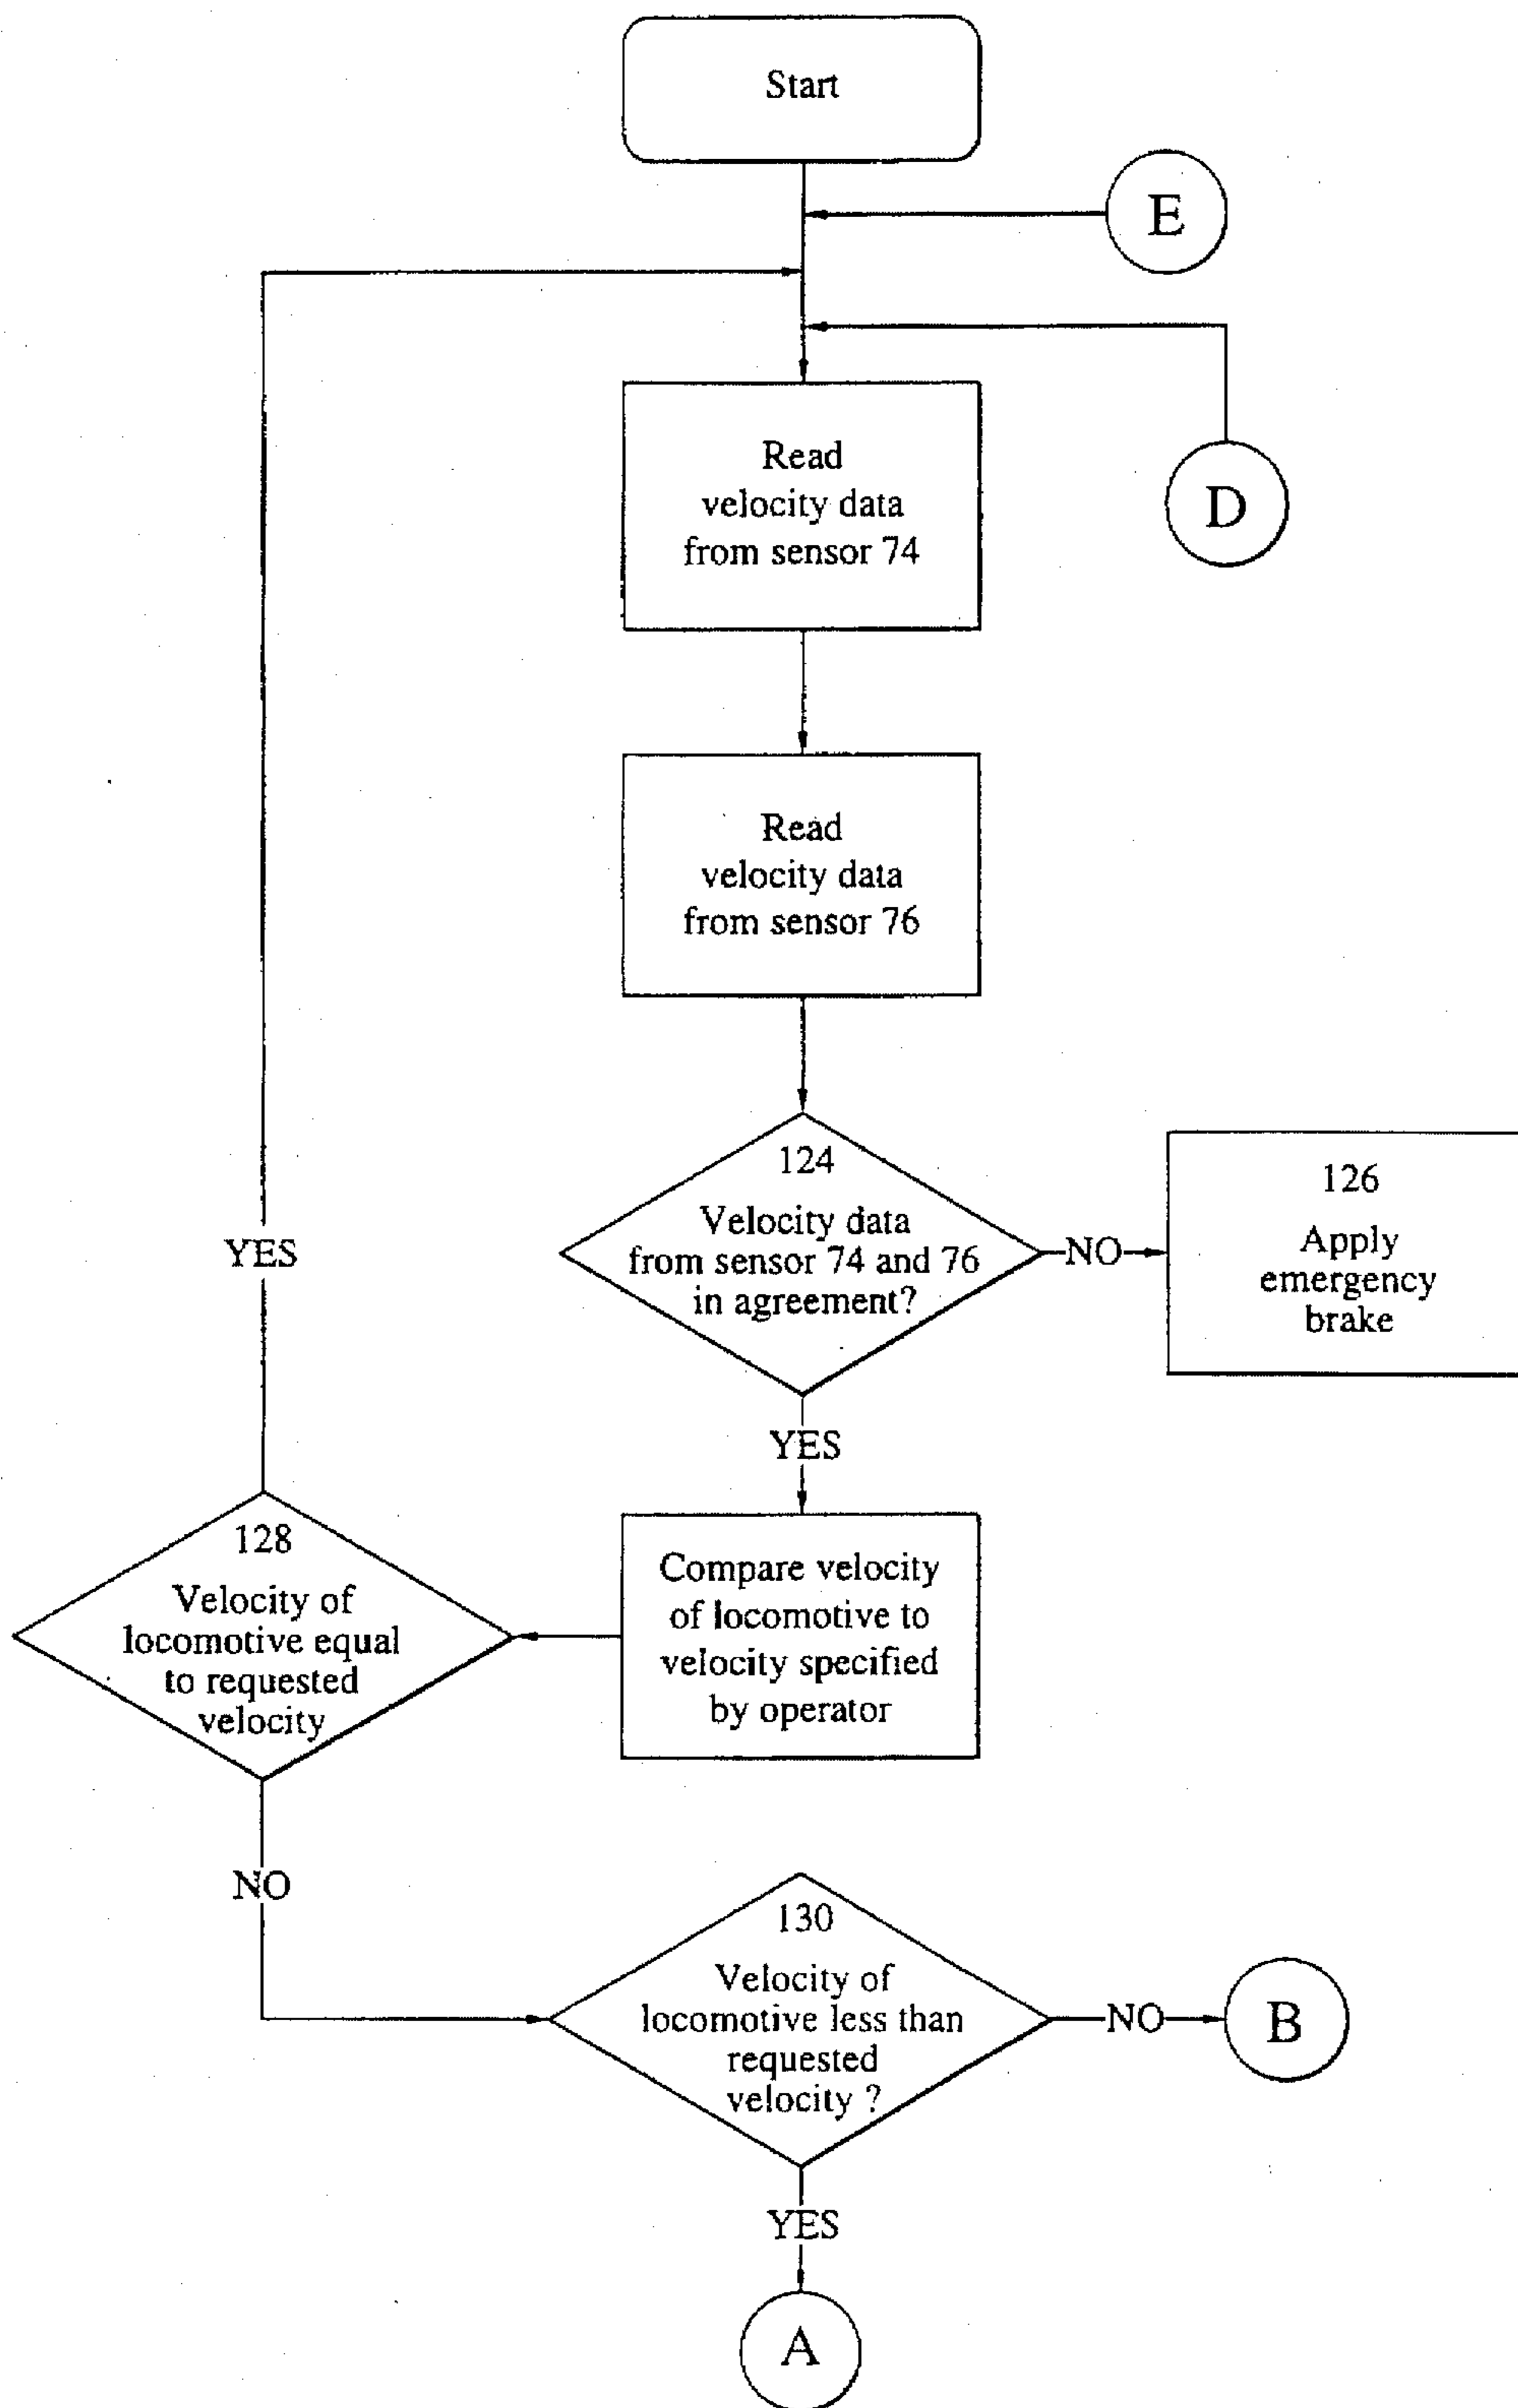 Start
E
Read
velocity data
from sensor 74
D
Read
velocity data
from sensor 76
124
Velocity data
from sensor 74 and 76
in agreement?
NO
126
Apply
emergency
brake
YES
YES
128
Velocity of
locomotive equal
to requested
velocity
Compare velocity
of locomotive to
velocity specified
by operator
NO
130
Velocity of
locomotive less than
requested
velocity ?
NO
B
YES
A